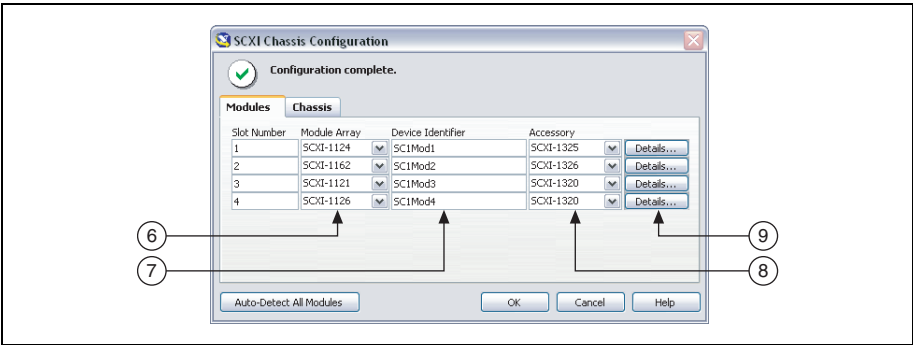 SCXI Chassis Configuration
Configuration complete.
Modules Chassis
Slot Number Module Array Device Identifier Accessory
1 SCXI-1124 SC1Mod1 SCXI-1325 Details...
2 SCXI-1162 SC1Mod2 SCXI-1326 Details...
3 SCXI-1121 SC1Mod3 SCXI-1320 Details...
4 SCXI-1126 SC1Mod4 SCXI-1320 Details...
6 9
7 8
Auto-Detect All Modules OK Cancel Help